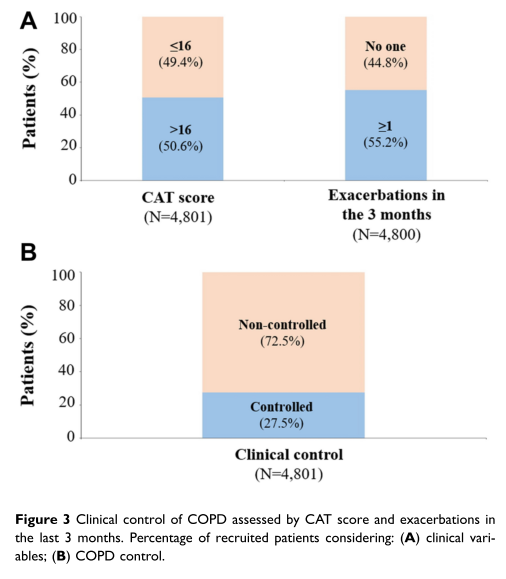 A
Patients (%)
100
80
60
40
20
0
≤16
(49.4%)
>16
(50.6%)
No one
(44.8%)
≥1
(55.2%)
CAT score
(N=4,801)
Exacerbations in
the 3 months
(N=4,800)
B
Patients (%)
100
80
60
40
20
0
Non-controlled
(72.5%)
Controlled
(27.5%)
Clinical control
(N=4,801)
Figure 3 Clinical control of COPD assessed by CAT score and exacerbations in
the last 3 months. Percentage of recruited patients considering: (A) clinical vari-
ables; (B) COPD control.